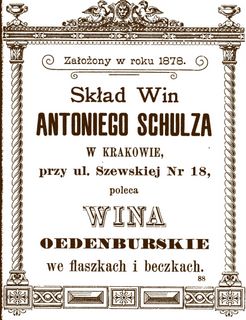 Założony w roku 1878.
Skład Win
ANTONIEGO SCHULZA
W KRAKOWIE,
przy ul. Szewskiej Nr 18,
poleca
WINA
OEDENBURSKIE
we flaszkach i beczkach.
88